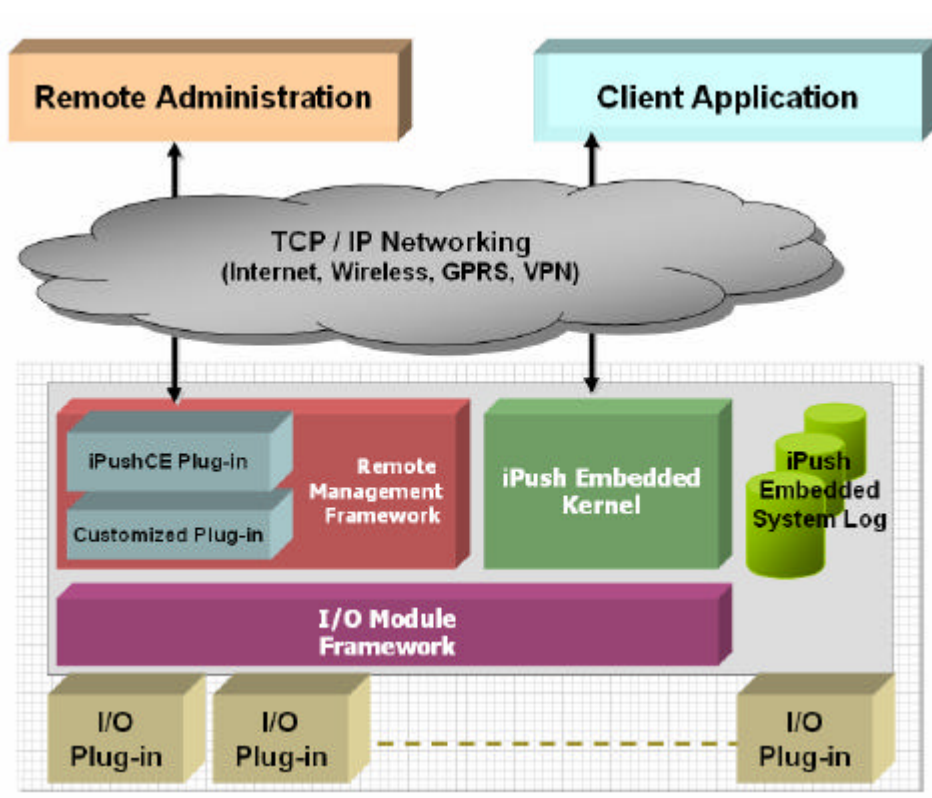 Remote Administration
Client Application
TCP / IP Networking
(Internet, Wireless, GPRS, VPN)
iPushCE Plug-in
Customized Plug-in
Remote
Management
Framework
iPush Embedded
Kernel
iPush
Embedded
System Log
I/O Module
Framework
I/O
Plug-in
I/O
Plug-in
I/O
Plug-in